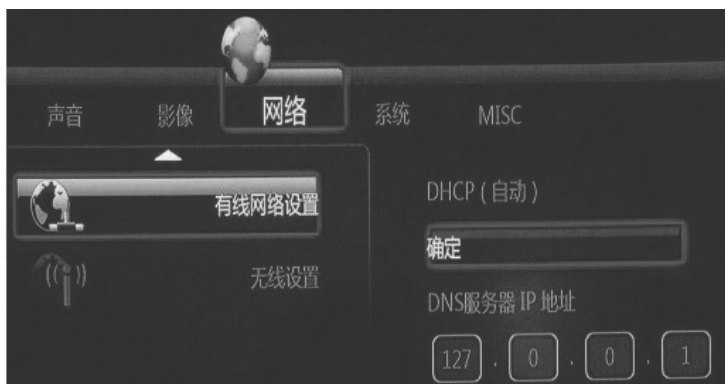 声音 影像 网络 系统 MISC
有线网络设置
无线设置
DHCP（自动）
确定
DNS服务器 IP 地址
127 . 0 . 0 . 1